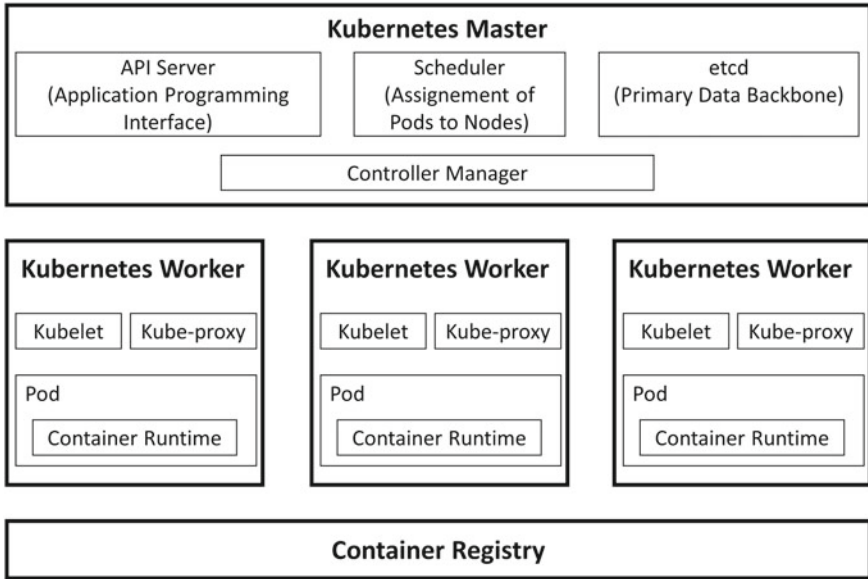 Kubernetes Master
API Server
(Application Programming
Interface)
Scheduler
(Assignement of
Pods to Nodes)
etcd
(Primary Data Backbone)
Controller Manager
Kubernetes Worker
Kubelet
Kube-proxy
Pod
Container Runtime
Kubernetes Worker
Kubelet
Kube-proxy
Pod
Container Runtime
Kubernetes Worker
Kubelet
Kube-proxy
Pod
Container Runtime
Container Registry